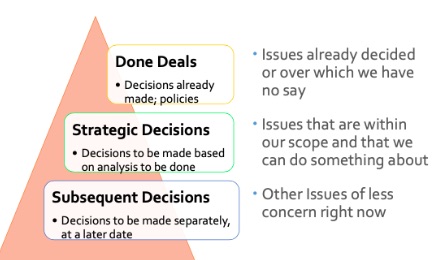 Done Deals
• Decisions already
made; policies
• Issues already decided
or over which we have
no say
Strategic Decisions
• Decisions to be made based
on analysis to be done
• Issues that are within
our scope and that we
can do something about
Subsequent Decisions
• Decisions to be made separately,
at a later date
• Other Issues of less
concern right now